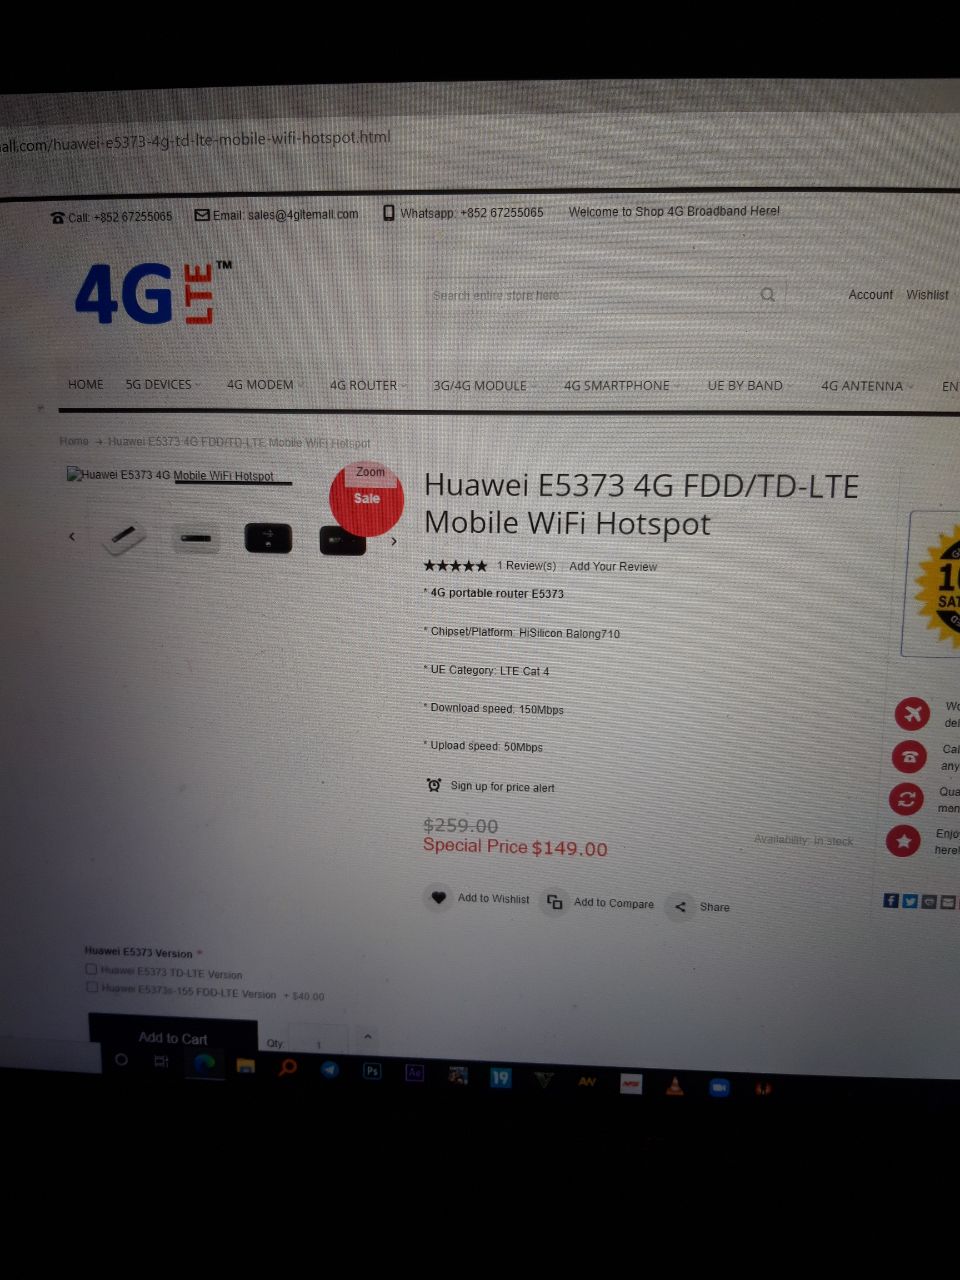 all.com/huawei-e5373-4g-td-lte-mobile-wifi-hotspot.html
Call: +852 67255065 Email: sales@4gltemall.com Whatsapp: +852 67255065 Welcome to Shop 4G Broadband Here!
4G LTE ™
Search entire store here
Account Wishlist
HOME 5G DEVICES 4G MODEM 4G ROUTER 3G/4G MODULE 4G SMARTPHONE UE BY BAND 4G ANTENNA EN
Home → Huawei E5373 4G FDD/TD-LTE Mobile WiFi Hotspot
Huawei E5373 4G Mobile WiFi Hotspot
Zoom
Sale
Huawei E5373 4G FDD/TD-LTE
Mobile WiFi Hotspot
★★★★★ 1 Review(s) Add Your Review
* 4G portable router E5373
* Chipset/Platform: HiSilicon Balong710
* UE Category: LTE Cat 4
* Download speed: 150Mbps
* Upload speed: 50Mbps
Sign up for price alert
$259.00
Special Price $149.00
Availability: In stock
Add to Wishlist Add to Compare Share
10
SAT
Wo
del
Cal
any
Qua
men
Enjo
here!
Huawei E5373 Version *
Huawei E5373 TD-LTE Version
Huawei E5373s-155 FDD-LTE Version + $40.00
Add to Cart
Qty: 1
Ps
Ae
19